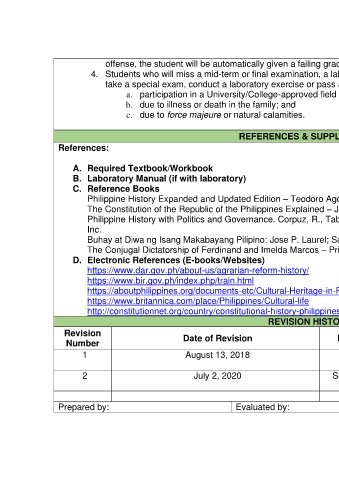 offense, the student will be automatically given a failing grad
4. Students who will miss a mid-term or final examination, a lab
take a special exam, conduct a laboratory exercise or pass a
a. participation in a University/College-approved field
b. due to illness or death in the family; and
c. due to force majeure or natural calamities.
REFERENCES & SUPPL
References:
A. Required Textbook/Workbook
B. Laboratory Manual (if with laboratory)
C. Reference Books
Philippine History Expanded and Updated Edition – Teodoro Ago
The Constitution of the Republic of the Philippines Explained – J
Philippine History with Politics and Governance. Corpuz, R., Tab
Inc.
Buhay at Diwa ng Isang Makabayang Pilipino: Jose P. Laurel; Sa
The Conjugal Dictatorship of Ferdinand and Imelda Marcos – Pri
D. Electronic References (E-books/Websites)
https://www.dar.gov.ph/about-us/agrarian-reform-history/
https://www.bir.gov.ph/index.php/train.html
https://aboutphilippines.org/documents-etc/Cultural-Heritage-in-P
https://www.britannica.com/place/Philippines/Cultural-life
http://constitutionnet.org/country/constitutional-history-philippines
REVISION HISTO
Revision Number Date of Revision
1 August 13, 2018
2 July 2, 2020 S
Prepared by: Evaluated by: